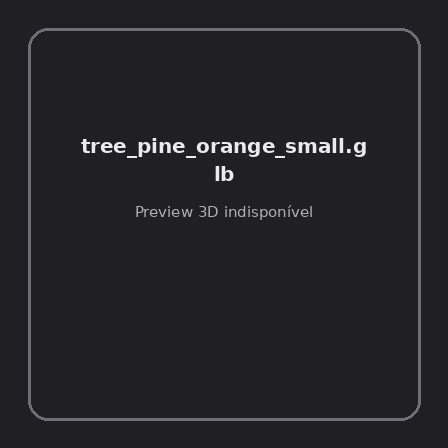 tree_pine_orange_small.g
lb
Preview 3D indisponível